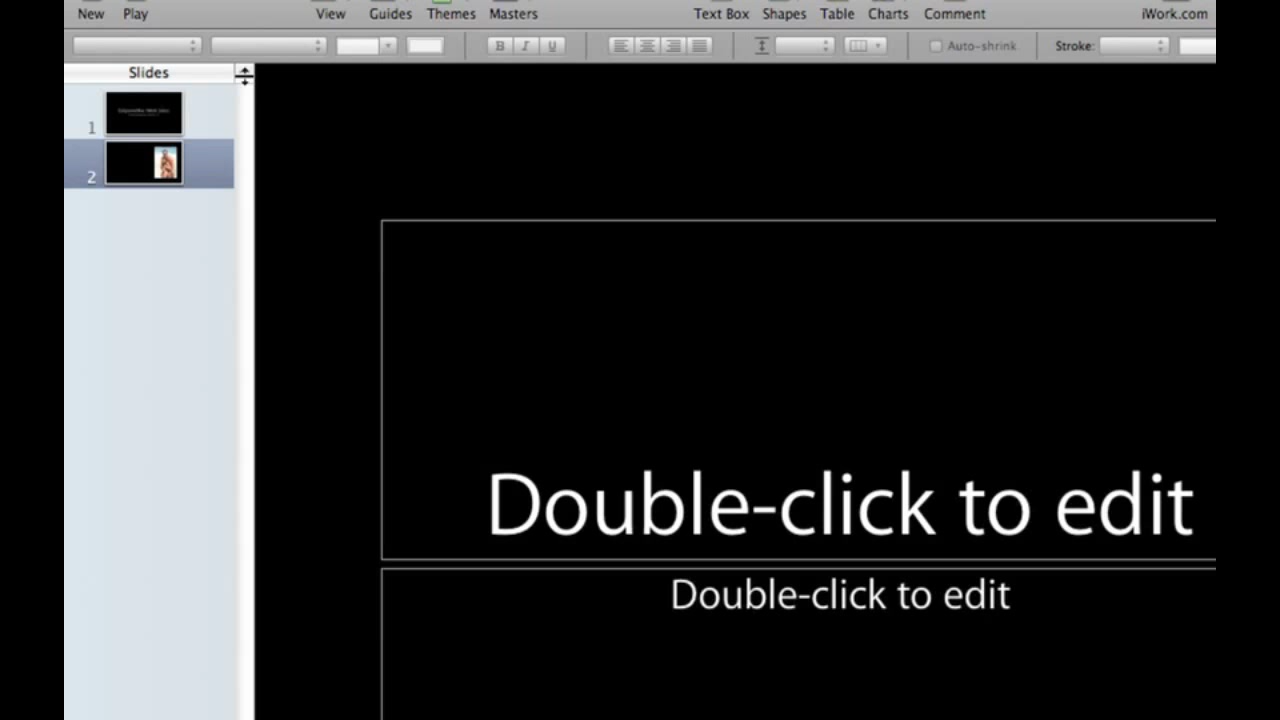 New Play View Guides Themes Masters Text Box Shapes Table Charts Comment iWork.com
B I U Auto-shrink Stroke:
Slides
1
2
Double-click to edit
Double-click to edit